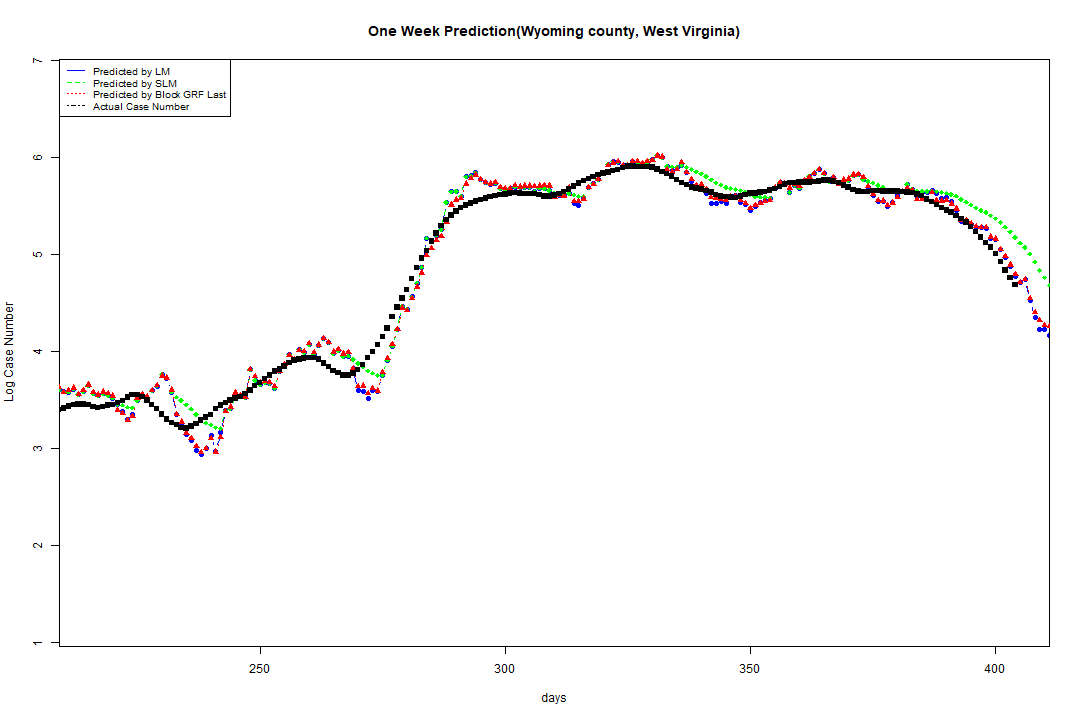 One Week Prediction(Wyoming county, West Virginia)
Predicted by LM
Predicted by SLM
Predicted by Block GRF Last
Actual Case Number
7
6
5
4
3
2
1
Log Case Number
250 300 350 400
days